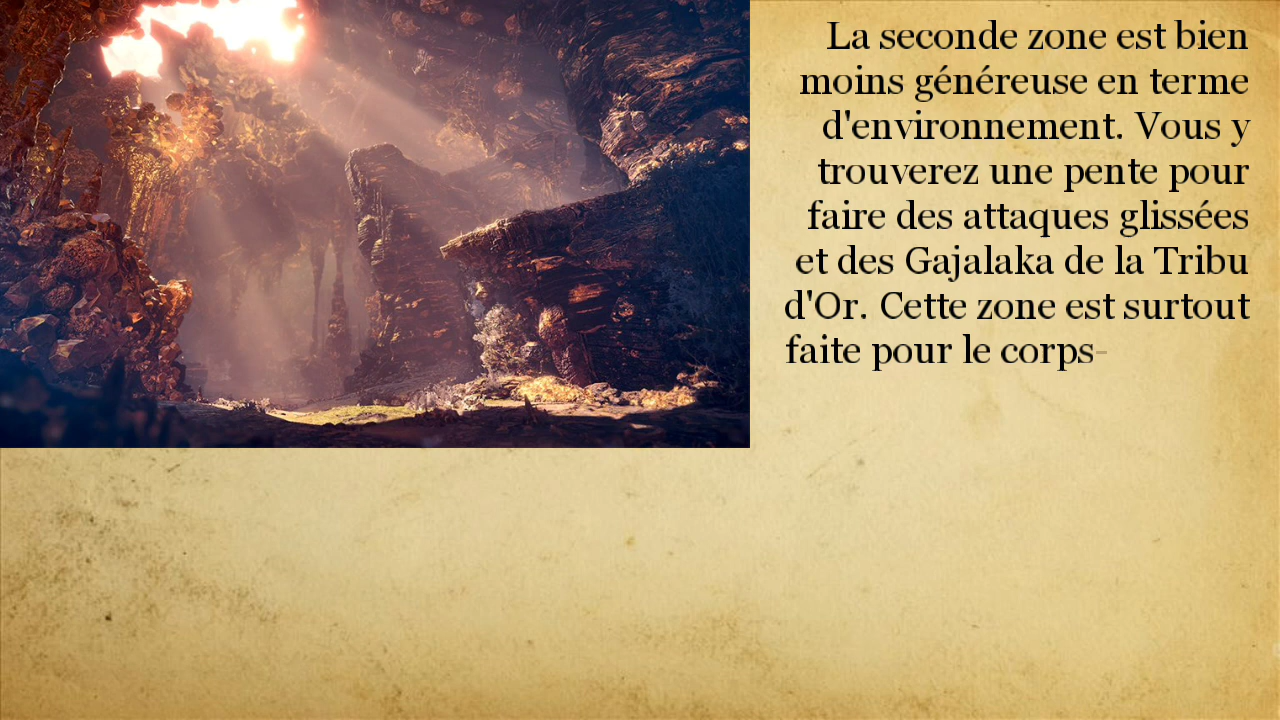 La seconde zone est bien
moins généreuse en terme
d'environnement. Vous y
trouverez une pente pour
faire des attaques glissées
et des Gajalaka de la Tribu
d'Or. Cette zone est surtout
faite pour le corps-